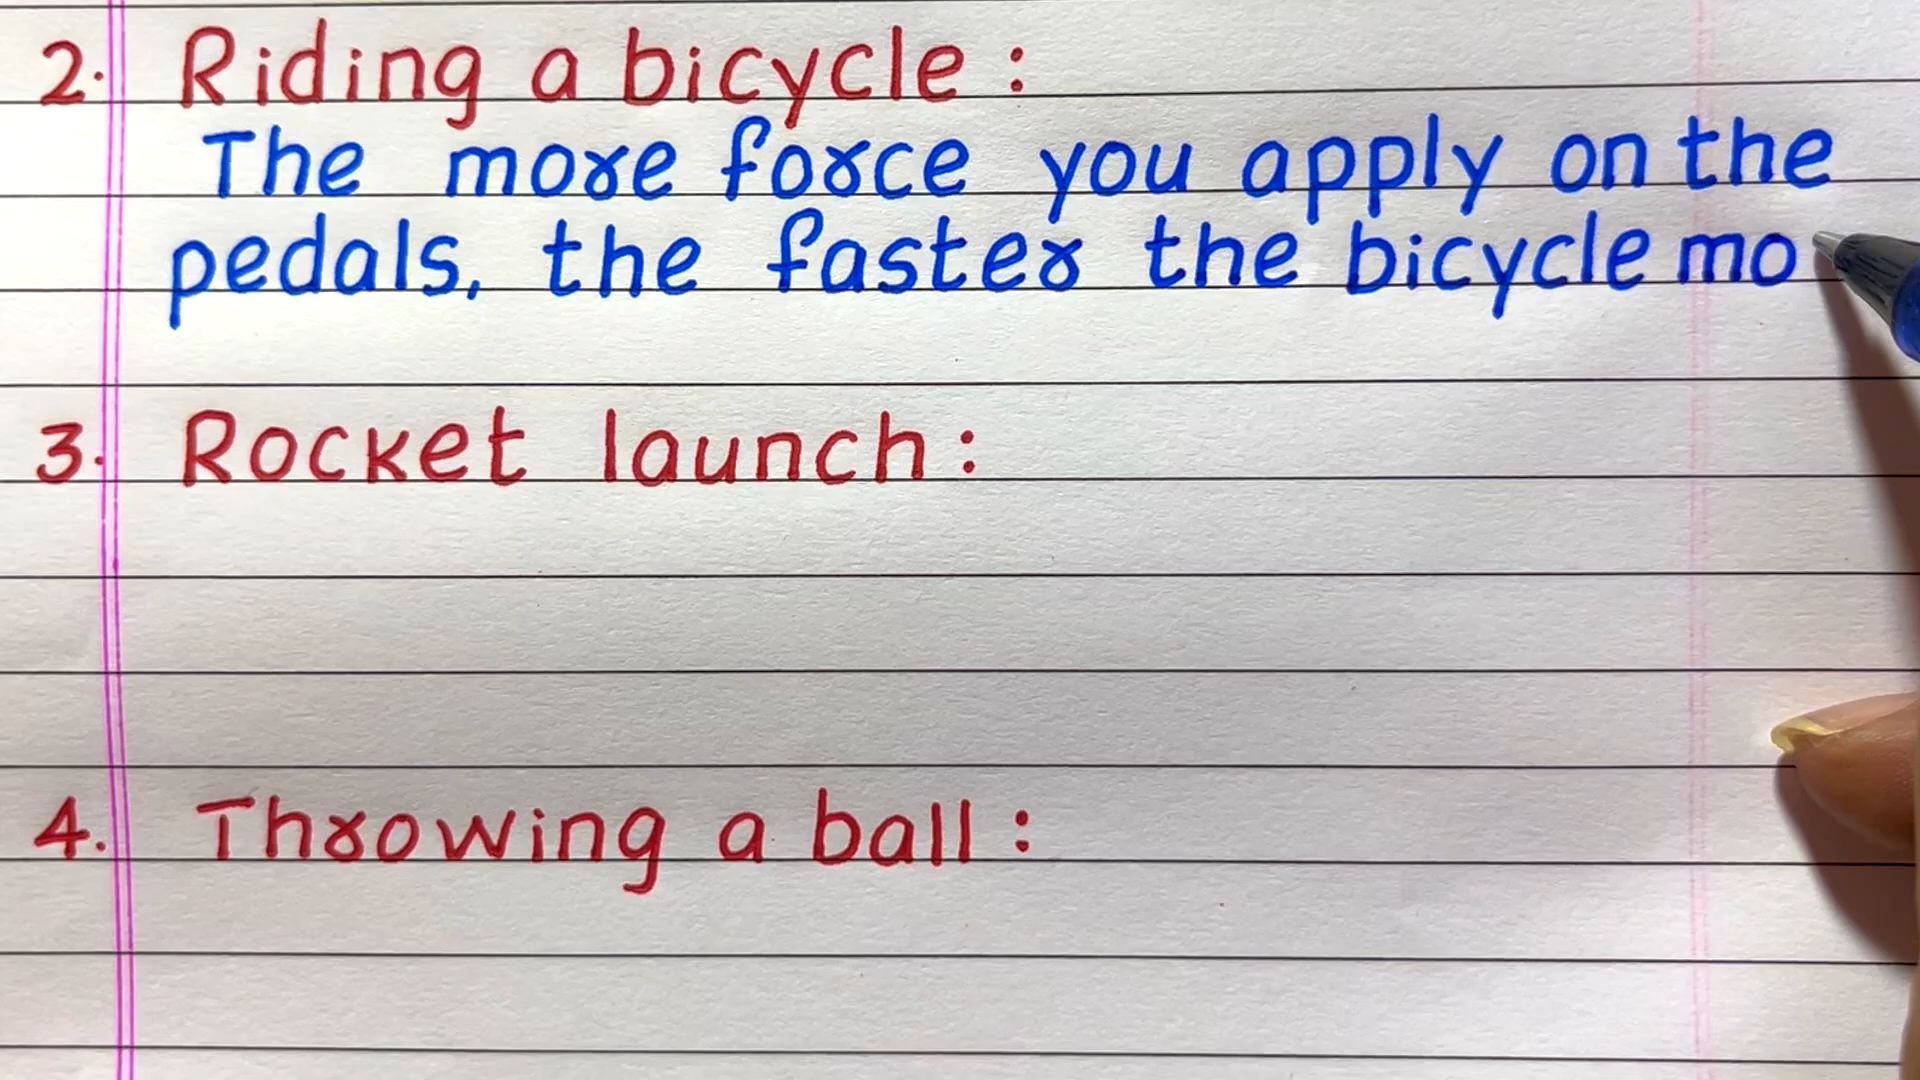 2. Riding a bicycle :
The more force you apply on the
pedals, the faster the bicycle mo
3. Rocket launch :
4. Throwing a ball :